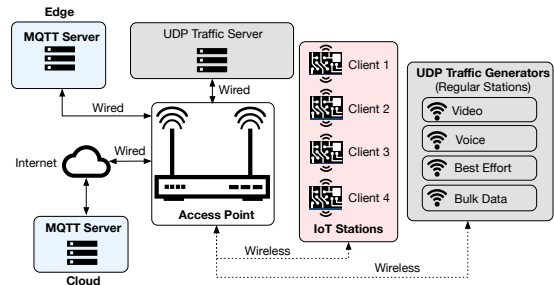 Edge
MQTT Server
UDP Traffic Server
Wired
Wired
Wired
Internet
MQTT Server
Cloud
Access Point
Client 1
Client 2
Client 3
Client 4
IoT Stations
UDP Traffic Generators
(Regular Stations)
Video
Voice
Best Effort
Bulk Data
Wireless
Wireless